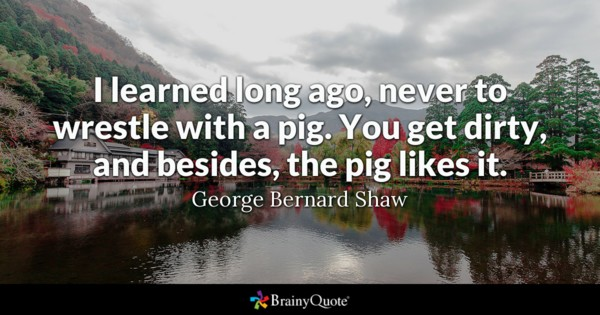 I learned long ago, never to
wrestle with a pig. You get dirty,
and besides, the pig likes it.
George Bernard Shaw
BrainyQuote®